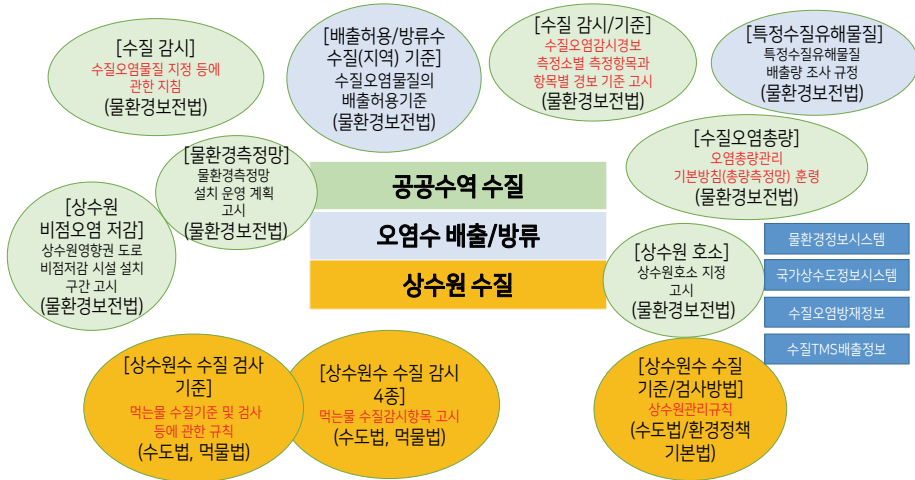 [수질 감시]
수질오염물질 지정 등에
관한 지침
(물환경보전법)
[배출허용/방류수
수질(지역) 기준]
수질오염물질의
배출허용기준
(물환경보전법)
[수질 감시/기준]
수질오염감시경보
측정소별 측정항목과
항목별 경보 기준 고시
(물환경보전법)
[특정수질유해물질]
특정수질유해물질
배출량 조사 규정
(물환경보전법)
[수질오염총량]
오염총량관리
기본방침(총량측정망) 훈령
(물환경보전법)
[물환경측정망]
물환경측정망
설치 운영 계획
고시
(물환경보전법)
공공수역 수질
오염수 배출/방류
상수원 수질
[상수원
비점오염 저감]
상수원영향권 도로
비점저감 시설 설치
구간 고시
(물환경보전법)
[상수원 호소]
상수원호소 지정
고시
(물환경보전법)
물환경정보시스템
국가상수도정보시스템
수질오염방재정보
수질TMS배출정보
[상수원수 수질 검사
기준]
먹는물 수질기준 및 검사
등에 관한 규칙
(수도법, 먹물법)
[상수원수 수질 감시
4종]
먹는물 수질감시항목 고시
(수도법, 먹물법)
[상수원수 수질
기준/검사방법]
상수원관리규칙
(수도법/환경정책
기본법)